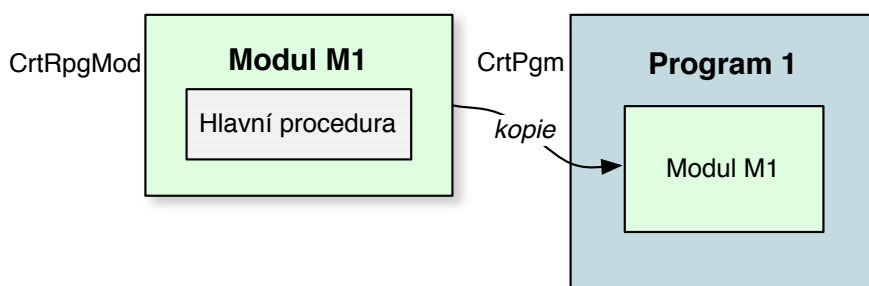 CrtRpgMod
Modul M1
Hlavní procedura
kopie
CrtPgm
Program 1
Modul M1